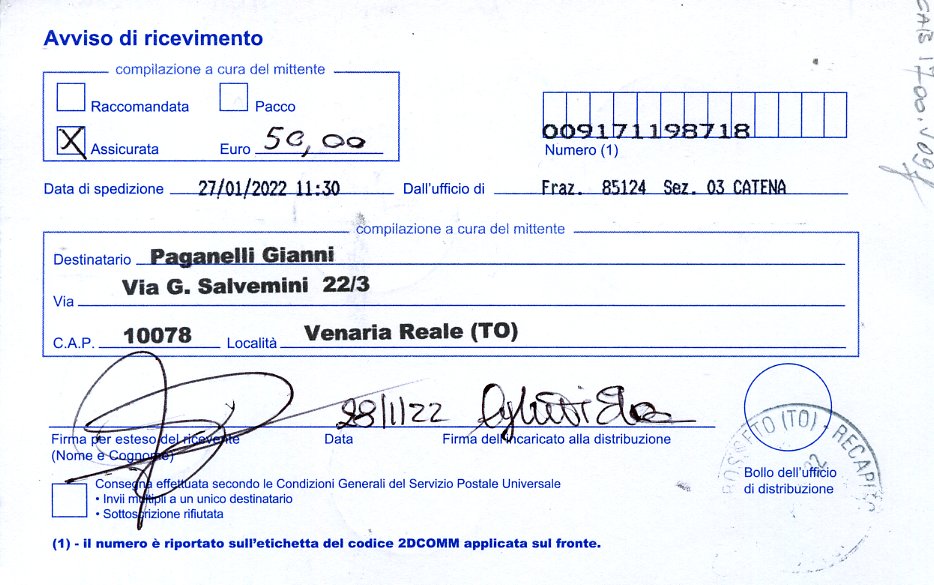 Avviso di ricevimento
compilazione a cura del mittente
Raccomandata Pacco
X Assicurata Euro 50,00
009171198718
Numero (1)
Data di spedizione 27/01/2022 11:30 Dall'ufficio di Fraz. 85124 Sez. 03 CATENA
compilazione a cura del mittente
Destinatario Paganelli Gianni
Via G. Salvemini 22/3
Via
C.A.P. 10078 Località Venaria Reale (TO)
28/1/22
Firma per esteso del ricevente Data Firma dell'incaricato alla distribuzione
(Nome e Cognome)
(TO) - RECAPITO
Bollo dell'ufficio
di distribuzione
Consegna effettuata secondo le Condizioni Generali del Servizio Postale Universale
• Invii multipli a un unico destinatario
• Sottoscrizione rifiutata
(1) - il numero è riportato sull'etichetta del codice 2DCOMM applicata sul fronte.